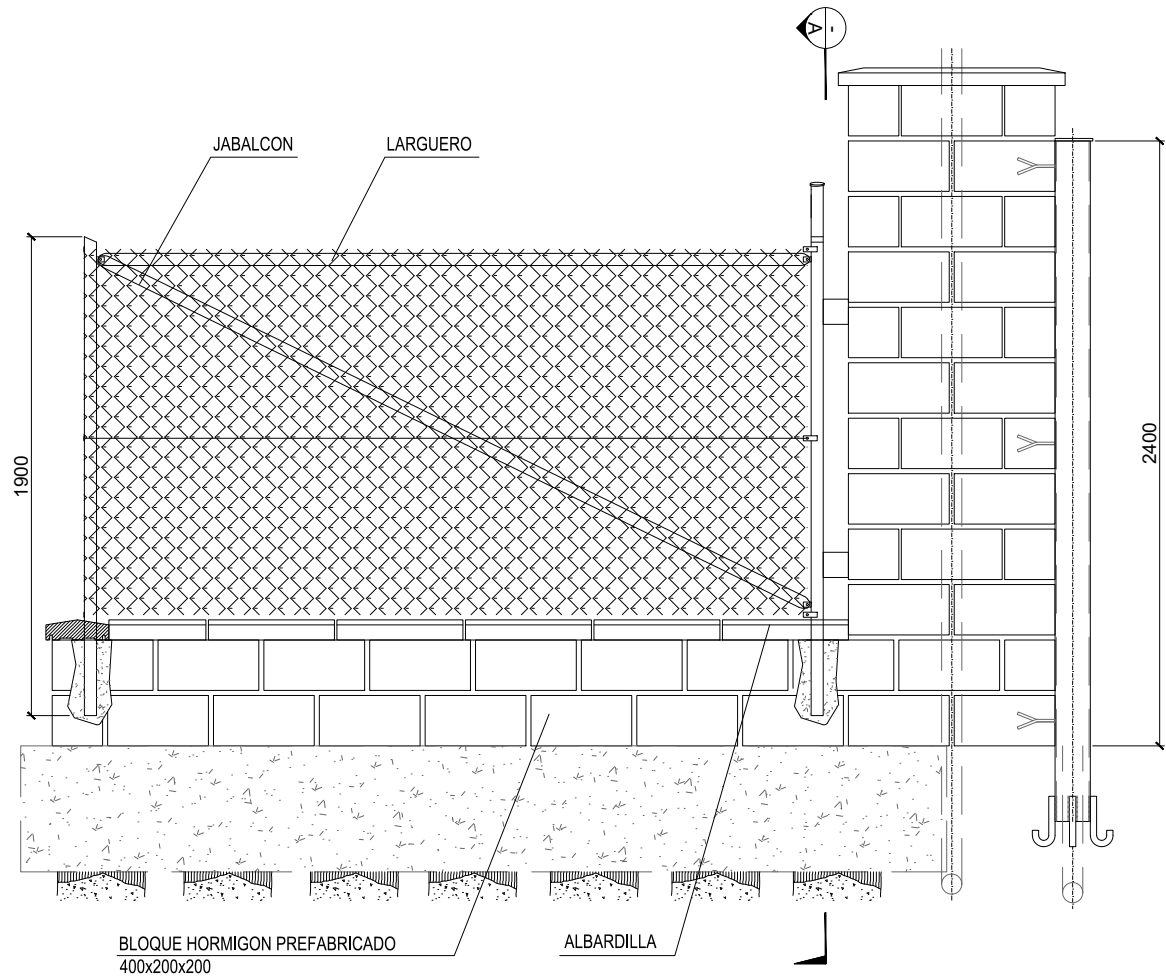 A
-
JABALCON
LARGUERO
1900
2400
BLOQUE HORMIGON PREFABRICADO
400x200x200
ALBARDILLA